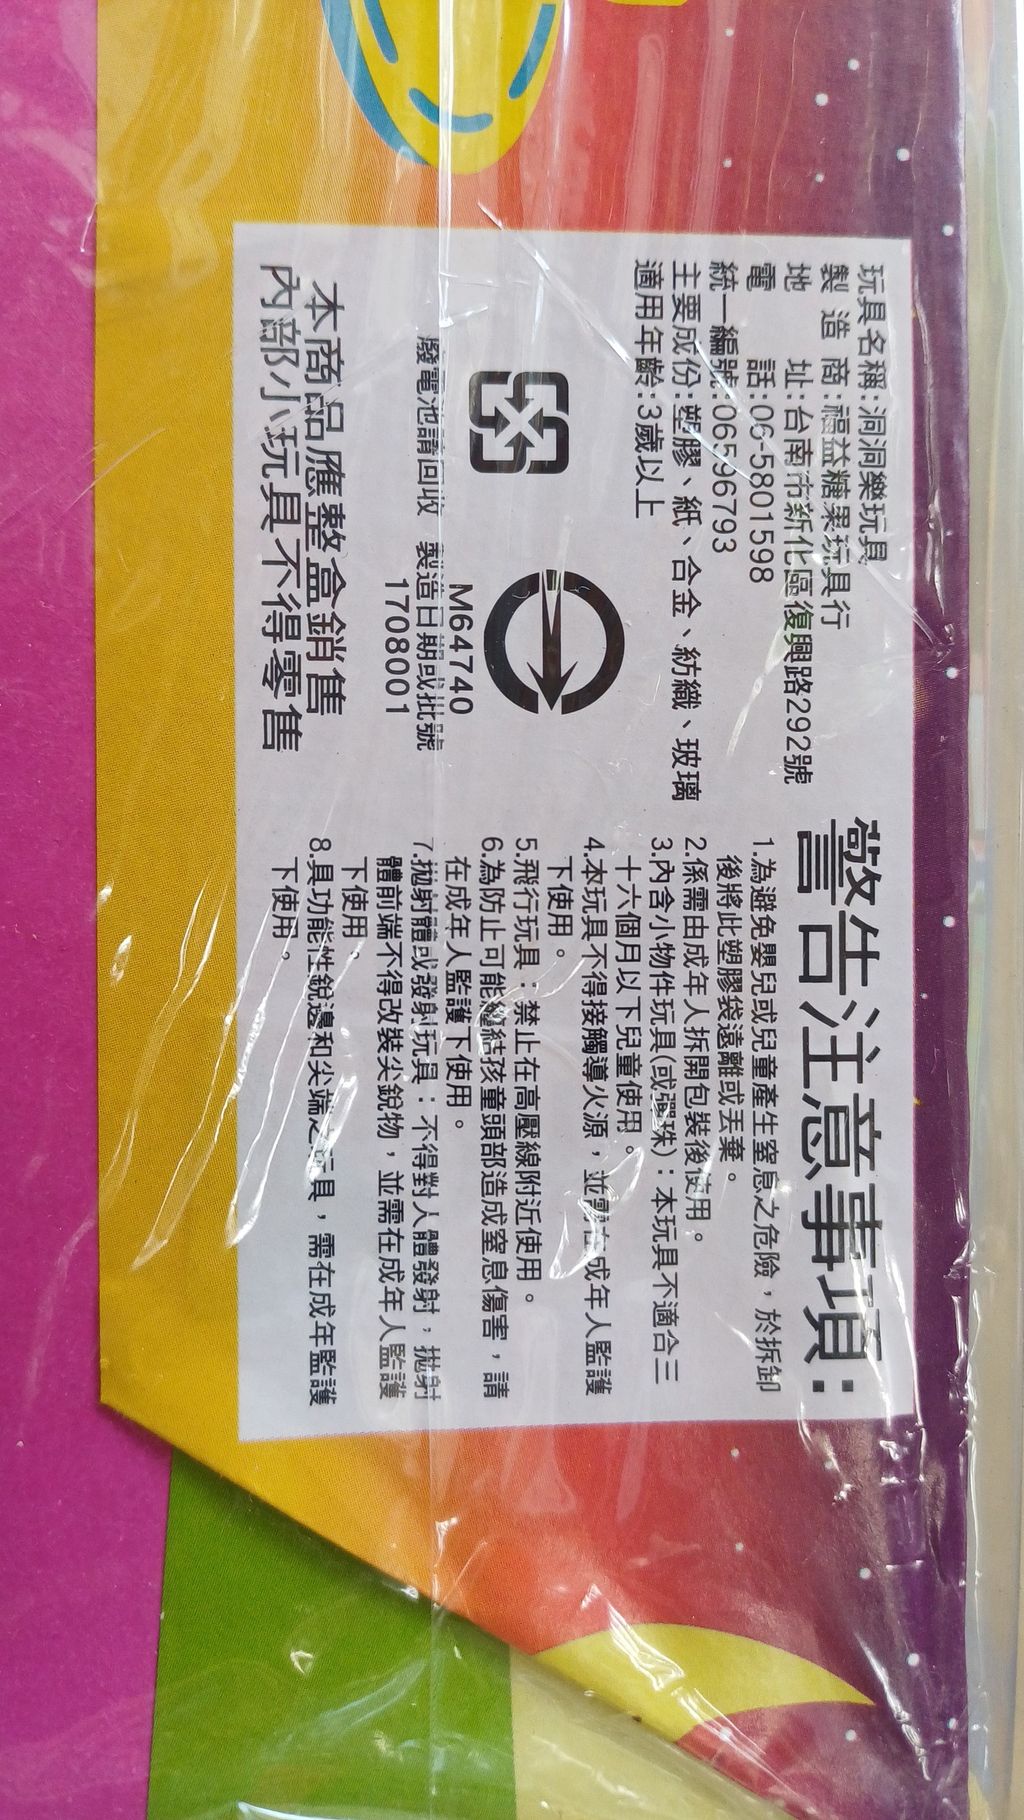 玩具名稱:洞洞樂玩具
製造商:福益糖果玩具行
地址:台南市新化區復興路292號
電話:06-5801598
統一編號:06596793
主要成份:塑膠、紙、合金、紡織、玻璃
適用年齡:3歲以上
廢電池請回收
M64740
製造日期或批號
1708001
本商品應整盒銷售
內部小玩具不得零售
警告注意事項:
1.為避免嬰兒或兒童產生窒息之危險，於拆卸
後將此塑膠袋遠離或丟棄。
2.係需由成年人拆開包裝後使用。
3.內含小物件玩具(或彈珠):本玩具不適合三
十六個月以下兒童使用。
4.本玩具不得接觸導火源，並需在成年人監護
下使用。
5.飛行玩具:禁止在高壓線附近使用。
6.為防止可能纏結孩童頭部造成窒息傷害，請
在成年人監護下使用。
7.拋射體或發射玩具:不得對人體發射，拋射
體前端不得改裝尖銳物，並需在成年人監護
下使用。
8.具功能性銳邊和尖端之玩具，需在成年監護
下使用。